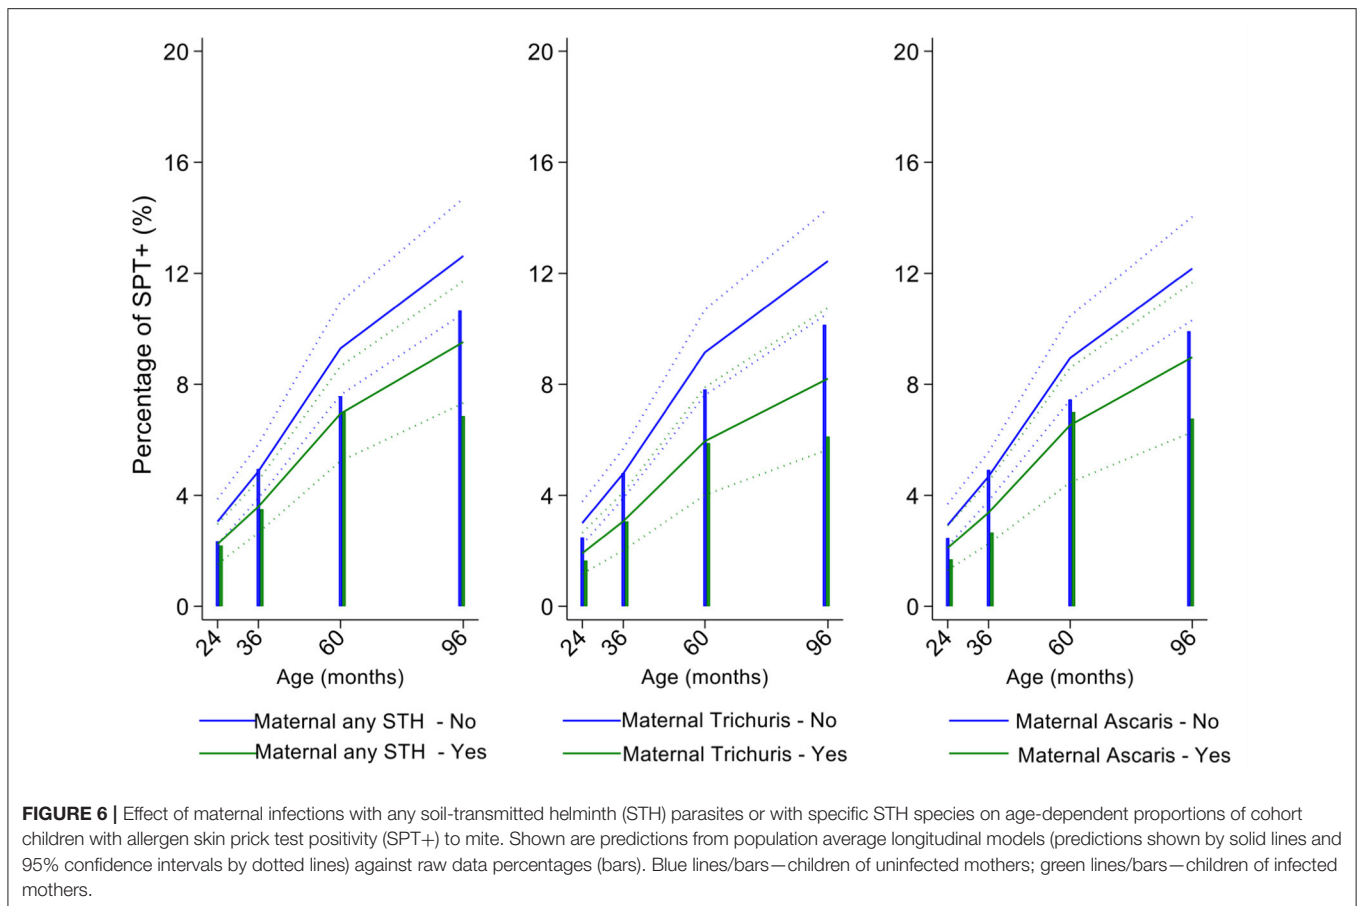 20
16
12
8
4
0
Percentage of SPT+ (%)
24
36
60
96
Age (months)
Maternal any STH - No
Maternal any STH - Yes
20
16
12
8
4
0
24
36
60
96
Age (months)
Maternal Trichuris - No
Maternal Trichuris - Yes
20
16
12
8
4
0
24
36
60
96
Age (months)
Maternal Ascaris - No
Maternal Ascaris - Yes
FIGURE 6 | Effect of maternal infections with any soil-transmitted helminth (STH) parasites or with specific STH species on age-dependent proportions of cohort
children with allergen skin prick test positivity (SPT+) to mite. Shown are predictions from population average longitudinal models (predictions shown by solid lines and
95% confidence intervals by dotted lines) against raw data percentages (bars). Blue lines/bars—children of uninfected mothers; green lines/bars—children of infected
mothers.